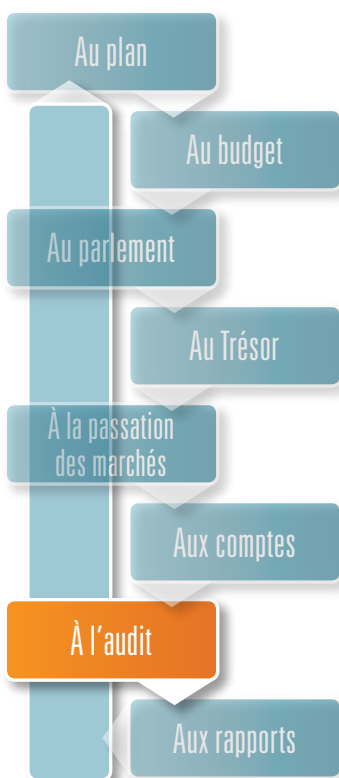 Au plan
Au budget
Au parlement
Au Trésor
À la passation
des marchés
Aux comptes
À l'audit
Aux rapports